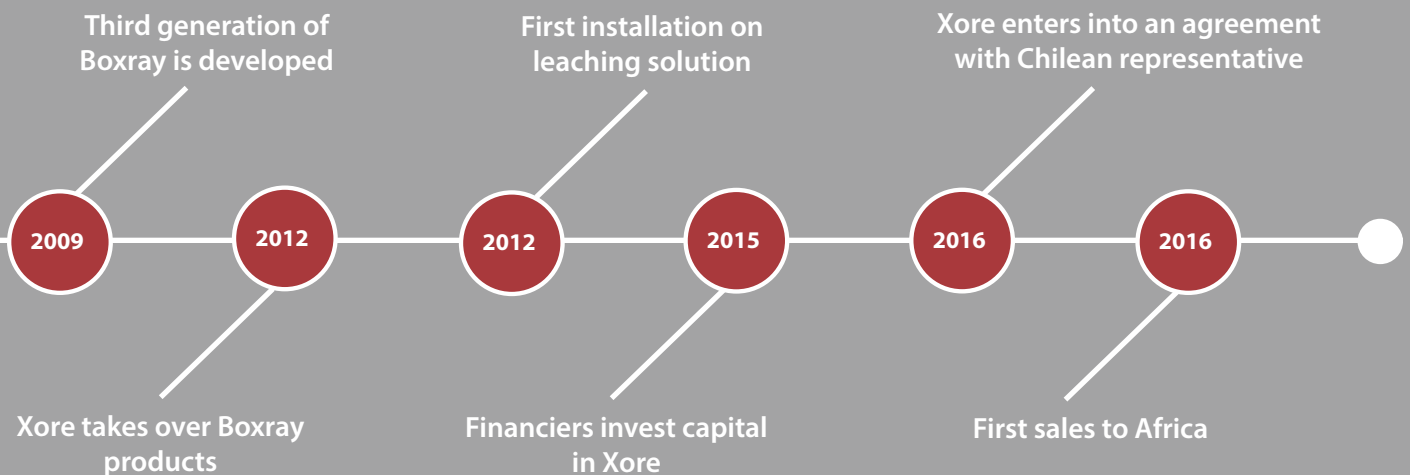 Third generation of
Boxray is developed
First installation on
leaching solution
Xore enters into an agreement
with Chilean representative
2009
2012
2012
2015
2016
2016
Xore takes over Boxray
products
Financiers invest capital
in Xore
First sales to Africa